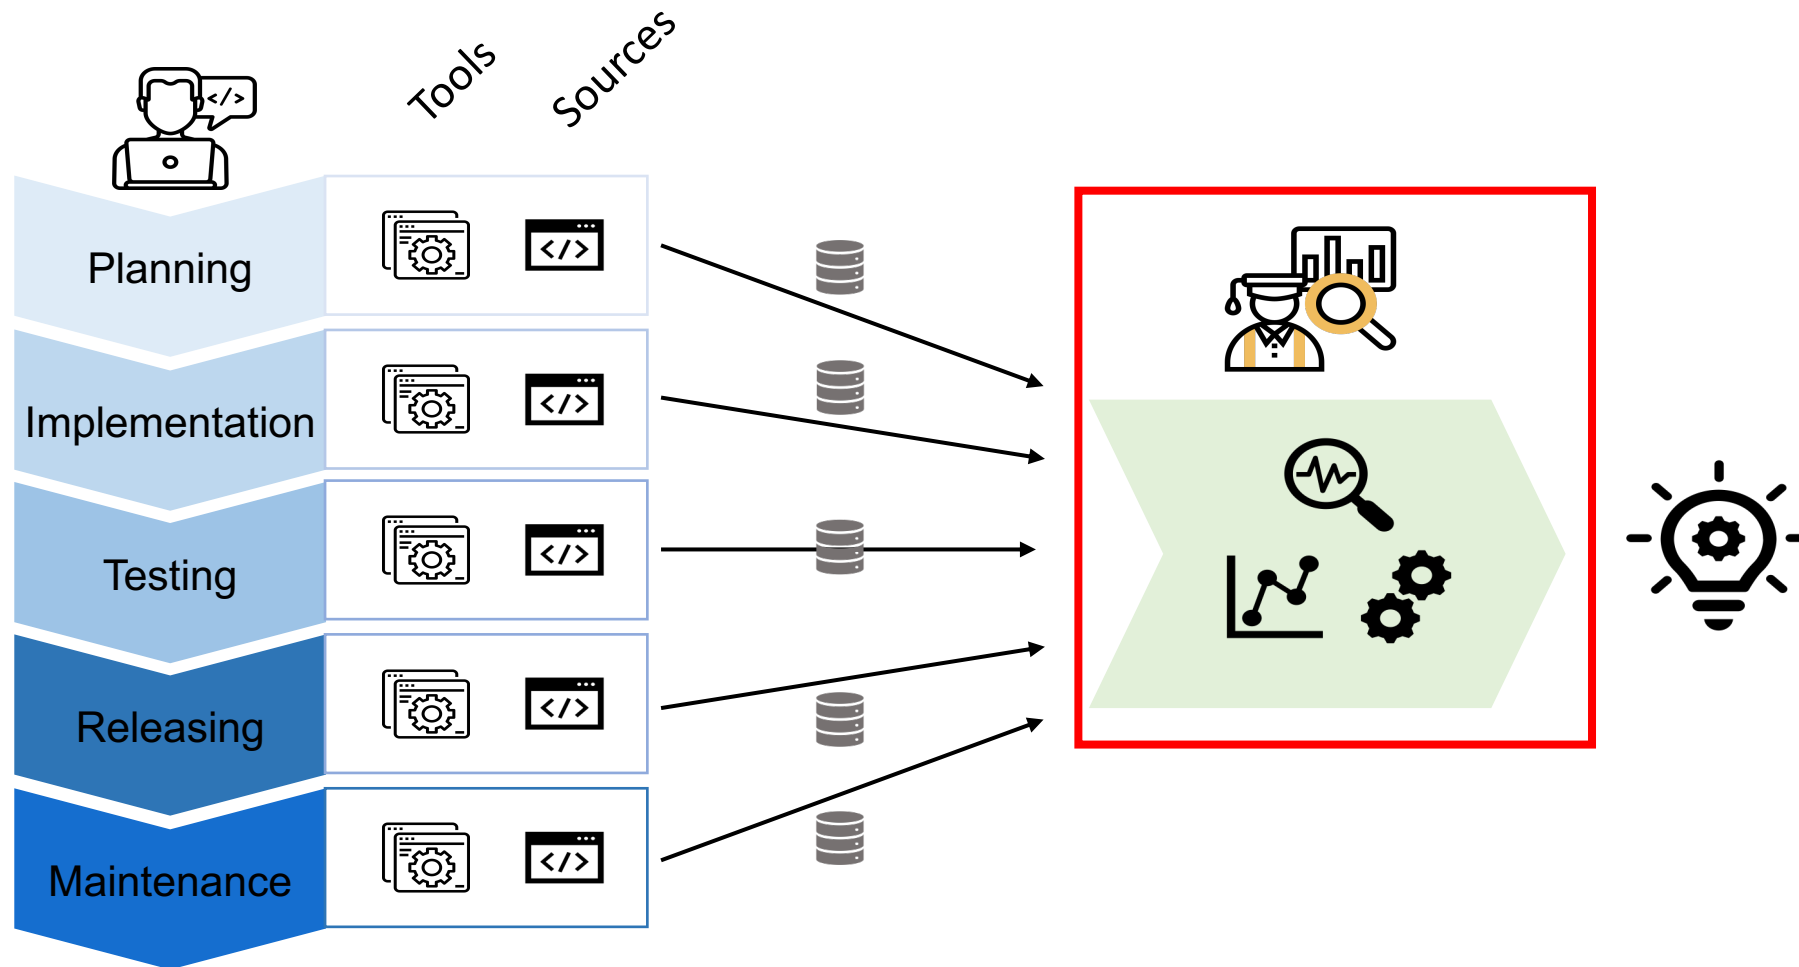 Tools
Sources
</>
Planning
</>
Implementation
</>
Testing
</>
Releasing
</>
Maintenance
</>